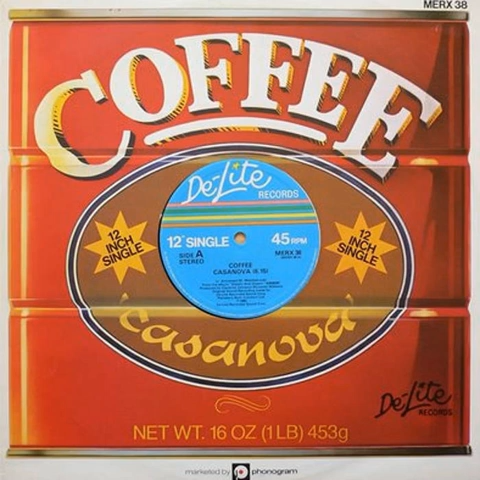 MERX 38
COFFEE
De-Lite
RECORDS
12" SINGLE
45 RPM
SIDE A
STEREO
MERX 38
COFFEE
12 INCH SINGLE
12 INCH SINGLE
casanova
De-Lite
RECORDS
NET WT. 16 OZ (1LB) 453g
marketed by phonogram